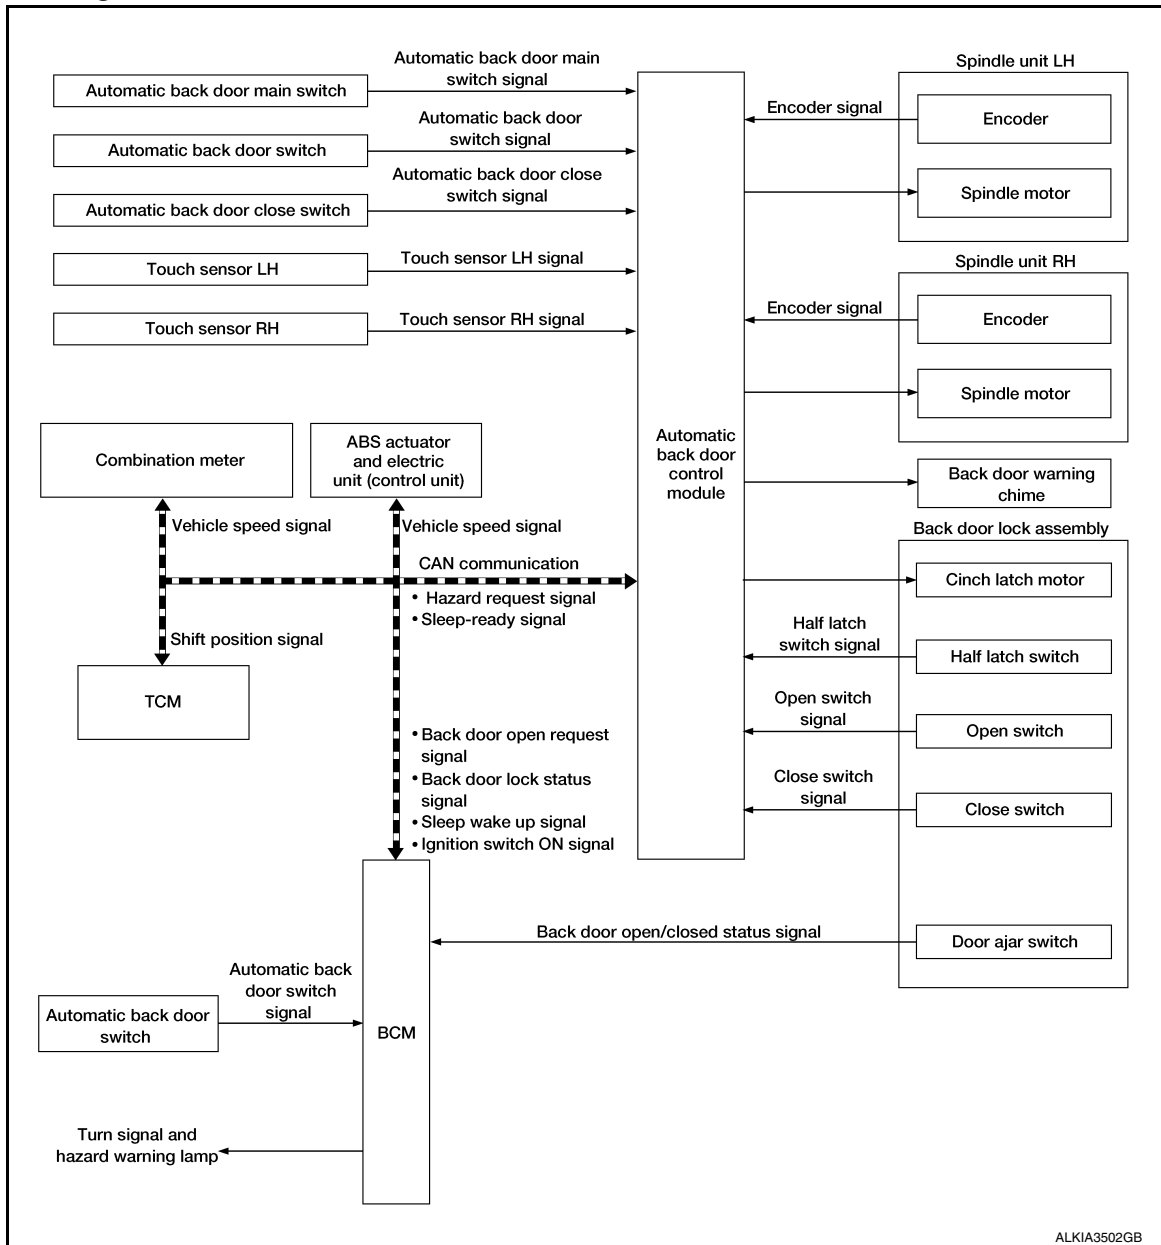 Automatic back door main switch
Automatic back door main
switch signal
Automatic back door switch
Automatic back door
switch signal
Automatic back door close switch
Automatic back door close
switch signal
Touch sensor LH
Touch sensor LH signal
Touch sensor RH
Touch sensor RH signal
Automatic
back door
control
module
Spindle unit LH
Encoder signal
Encoder
Spindle motor
Spindle unit RH
Encoder signal
Encoder
Spindle motor
Back door warning
chime
Back door lock assembly
Cinch latch motor
Half latch
switch signal
Half latch switch
Open switch
signal
Open switch
Close switch
signal
Close switch
Door ajar switch
Back door open/closed status signal
Combination meter
ABS actuator
and electric
unit (control unit)
Vehicle speed signal
Vehicle speed signal
CAN communication
• Hazard request signal
• Sleep-ready signal
Shift position signal
TCM
• Back door open request
signal
• Back door lock status
signal
• Sleep wake up signal
• Ignition switch ON signal
Automatic back door
switch
Automatic back
door switch
signal
BCM
Turn signal and
hazard warning lamp
ALKIA3502GB